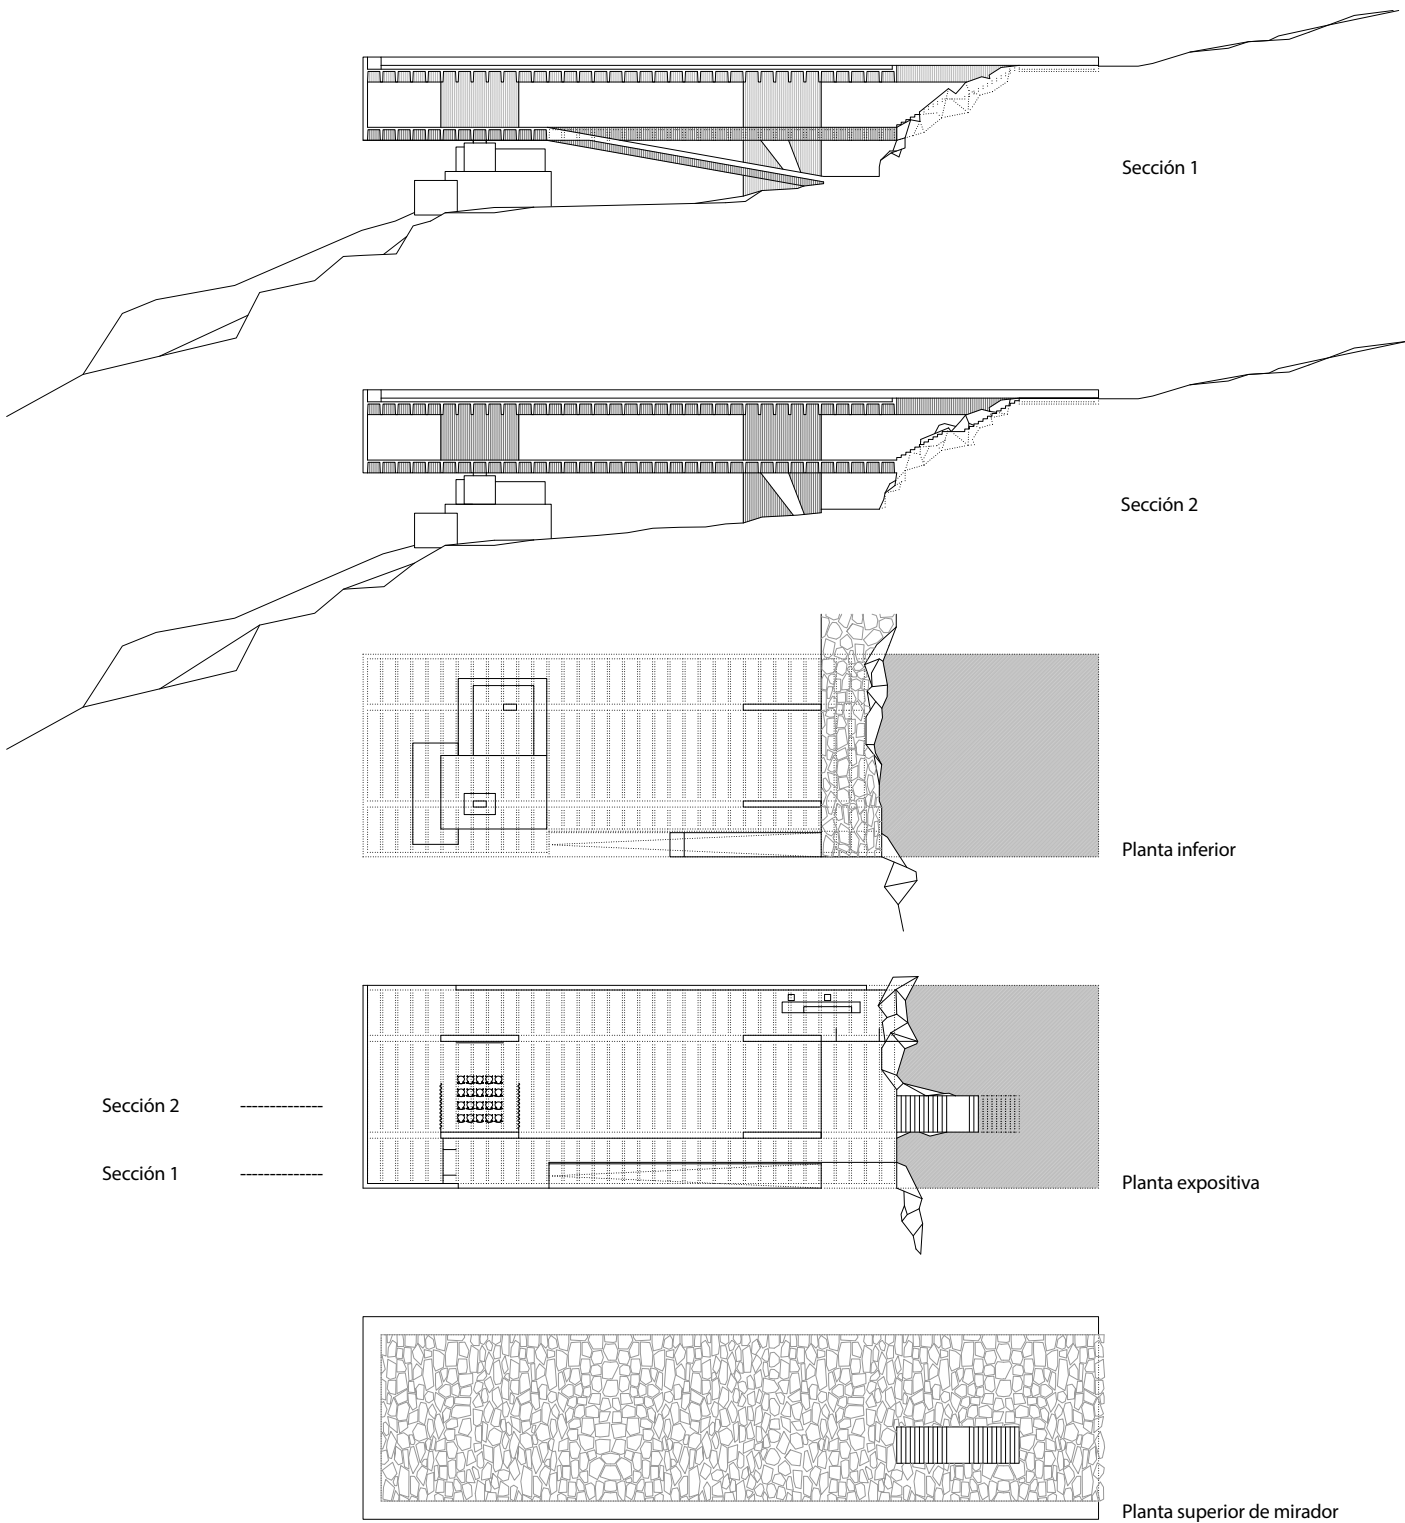 Sección 1
Sección 2
Planta inferior
Sección 2
Sección 1
Planta expositiva
Planta superior de mirador